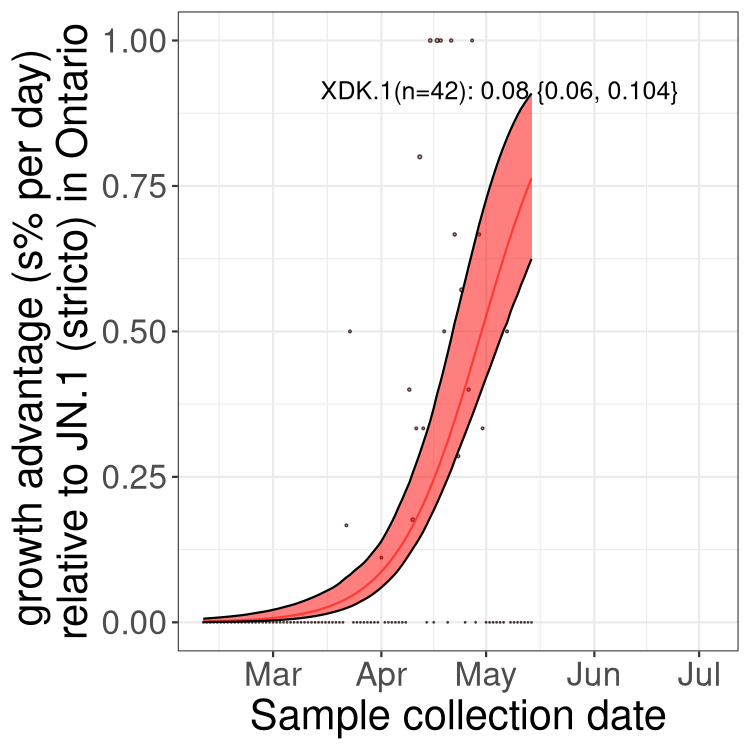 growth advantage (s% per day)
relative to JN.1 (stricto) in Ontario
1.00
0.75
0.50
0.25
0.00
XDK.1(n=42): 0.08 {0.06, 0.104}
Mar Apr May Jun Jul
Sample collection date